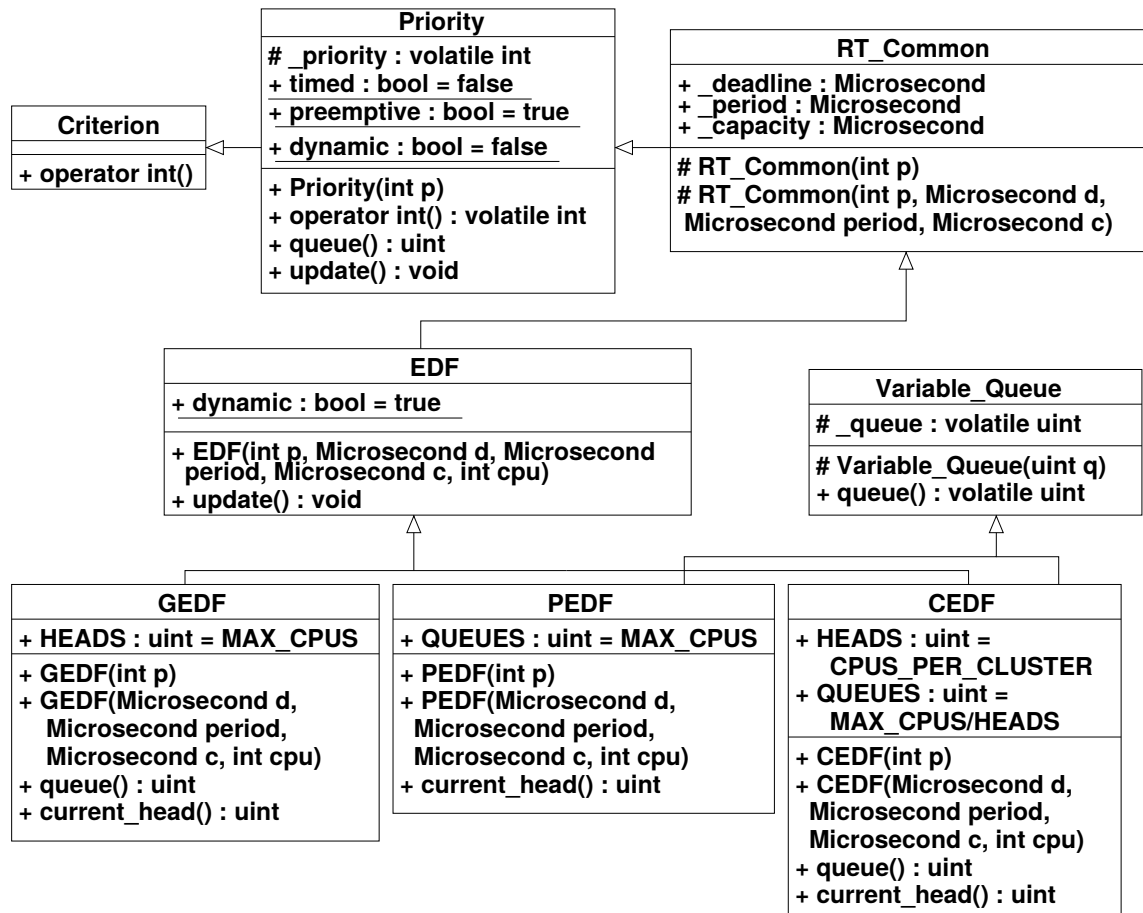 Priority
# _priority : volatile int
+ timed : bool = false
+ preemptive : bool = true
+ dynamic : bool = false
+ Priority(int p)
+ operator int() : volatile int
+ queue() : uint
+ update() : void
RT_Common
+ _deadline : Microsecond
+ _period : Microsecond
+ _capacity : Microsecond
# RT_Common(int p)
# RT_Common(int p, Microsecond d,
Microsecond period, Microsecond c)
Criterion
+ operator int()
EDF
+ dynamic : bool = true
+ EDF(int p, Microsecond d, Microsecond
period, Microsecond c, int cpu)
+ update() : void
Variable_Queue
# _queue : volatile uint
# Variable_Queue(uint q)
+ queue() : volatile uint
GEDF
+ HEADS : uint = MAX_CPUS
+ GEDF(int p)
+ GEDF(Microsecond d,
Microsecond period,
Microsecond c, int cpu)
+ queue() : uint
+ current_head() : uint
PEDF
+ QUEUES : uint = MAX_CPUS
+ PEDF(int p)
+ PEDF(Microsecond d,
Microsecond period,
Microsecond c, int cpu)
+ current_head() : uint
CEDF
+ HEADS : uint =
CPUS_PER_CLUSTER
+ QUEUES : uint =
MAX_CPUS/HEADS
+ CEDF(int p)
+ CEDF(Microsecond d,
Microsecond period,
Microsecond c, int cpu)
+ queue() : uint
+ current_head() : uint